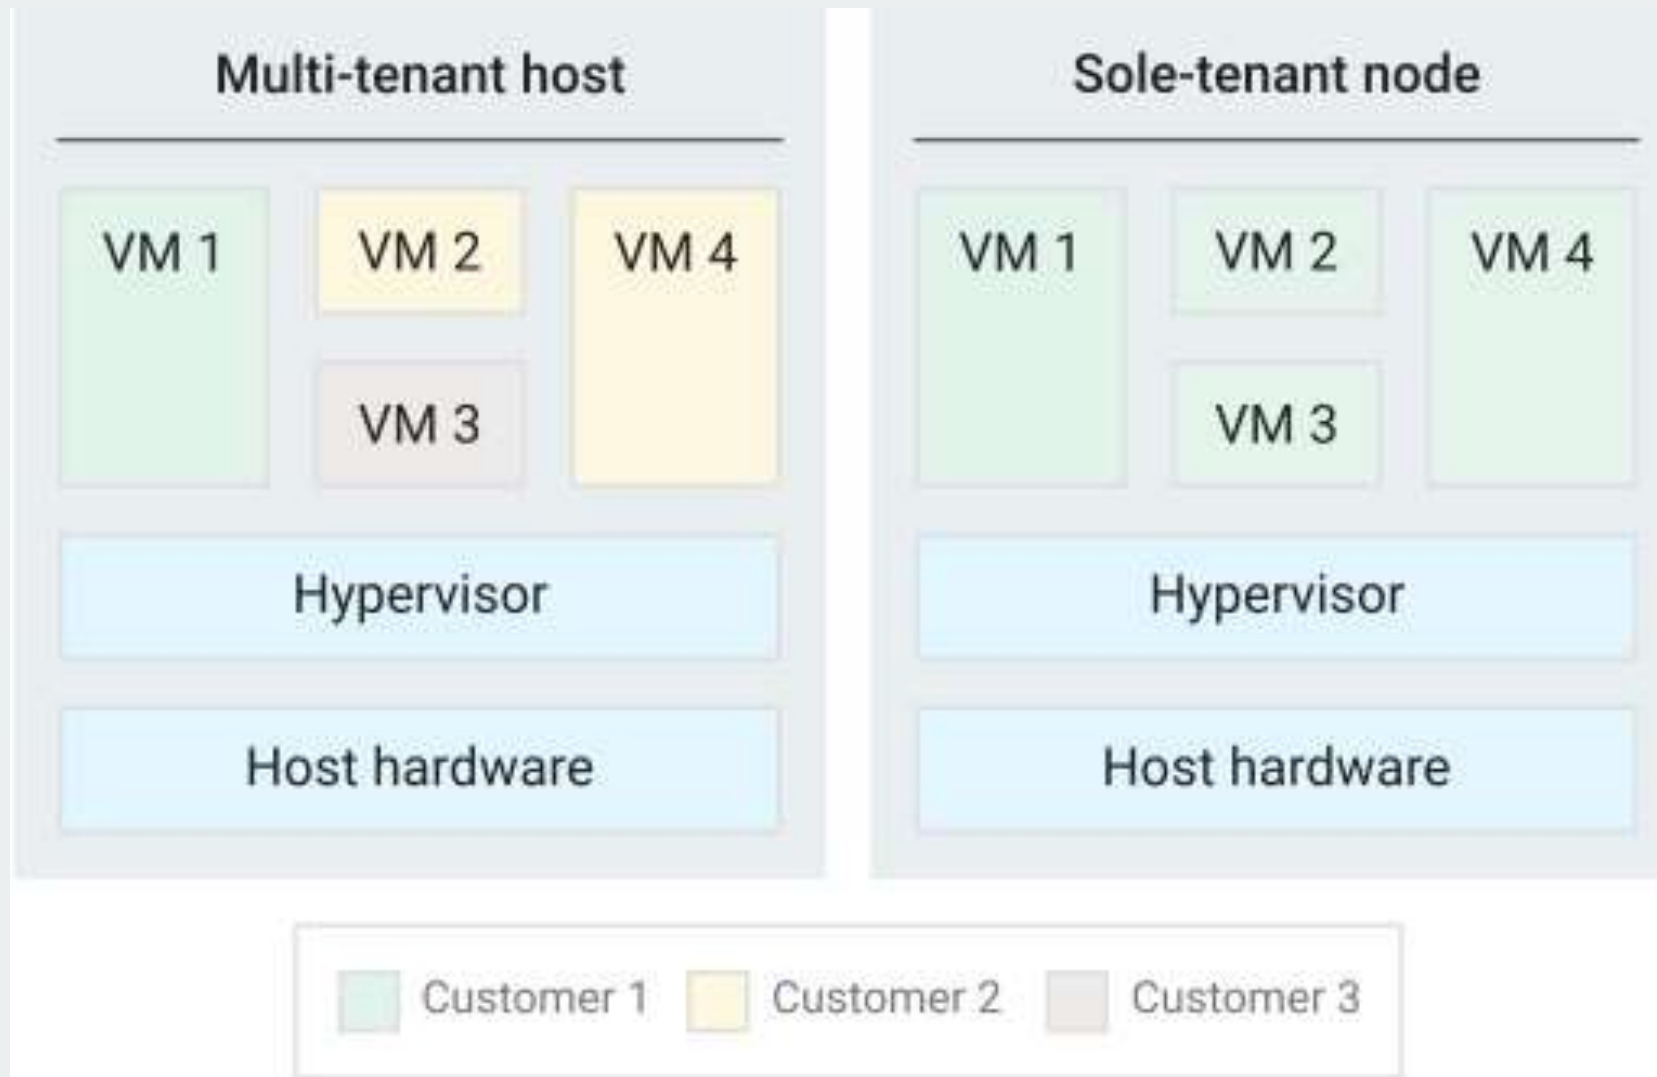 Multi-tenant host
VM 1
VM 2
VM 4
VM 3
Hypervisor
Host hardware
Sole-tenant node
VM 1
VM 2
VM 4
VM 3
Hypervisor
Host hardware
Customer 1
Customer 2
Customer 3